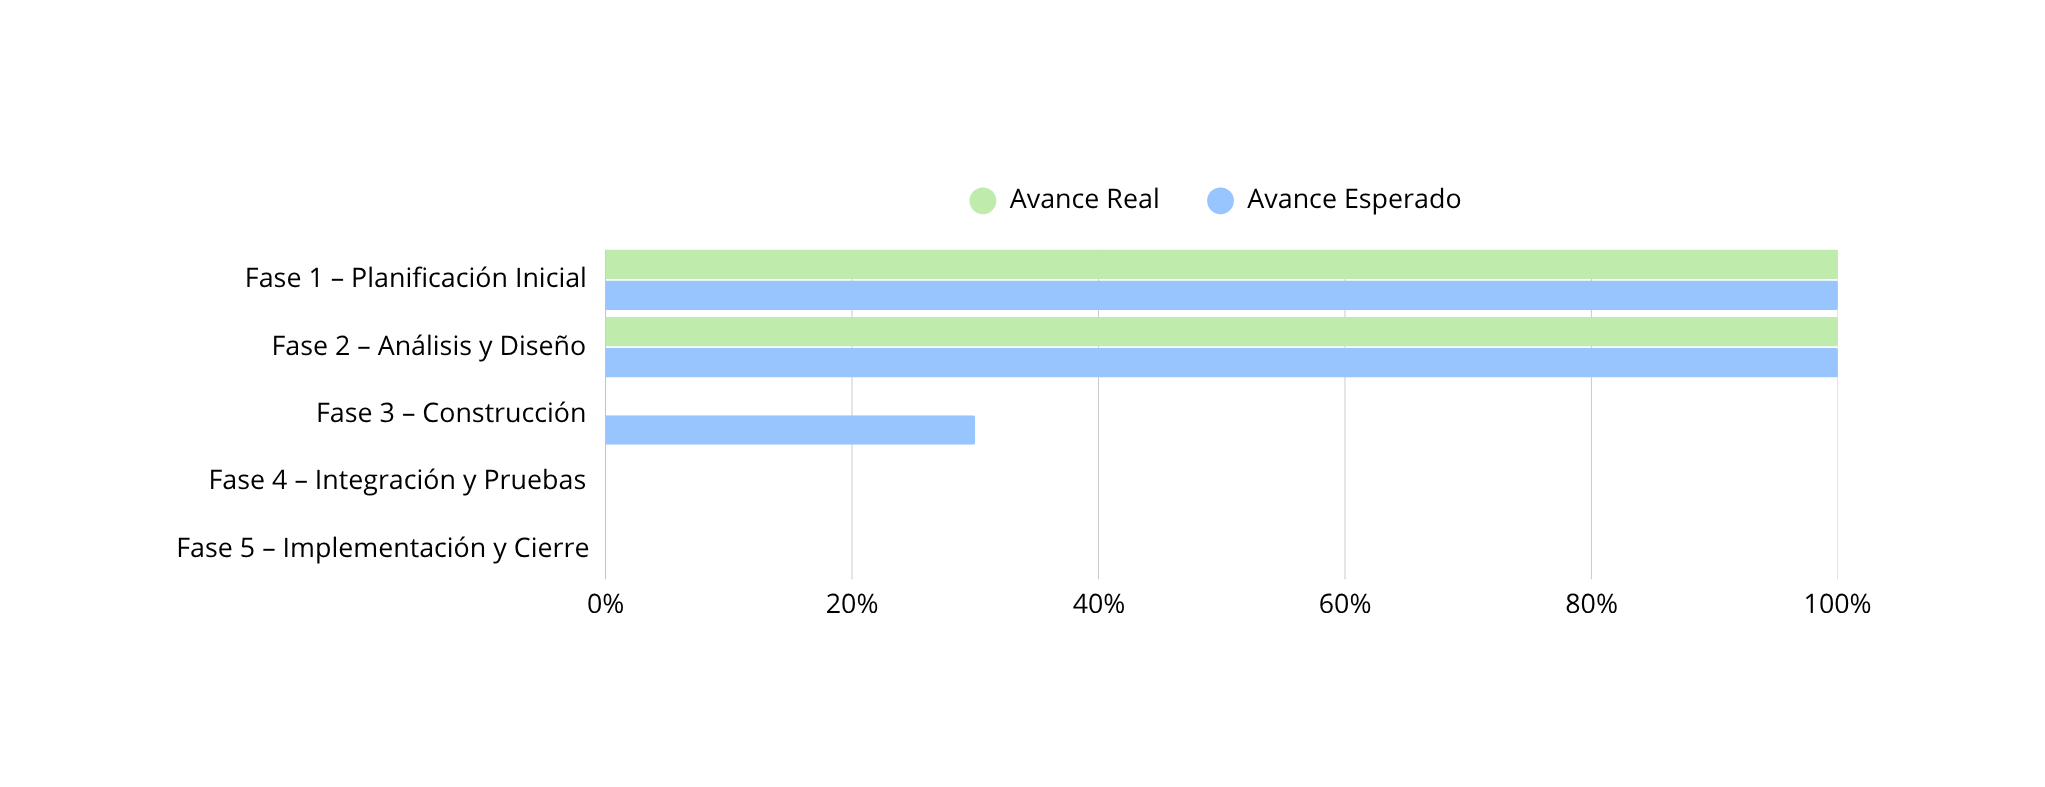 Avance Real Avance Esperado
Fase 1 – Planificación Inicial
Fase 2 – Análisis y Diseño
Fase 3 – Construcción
Fase 4 – Integración y Pruebas
Fase 5 – Implementación y Cierre
0% 20% 40% 60% 80% 100%